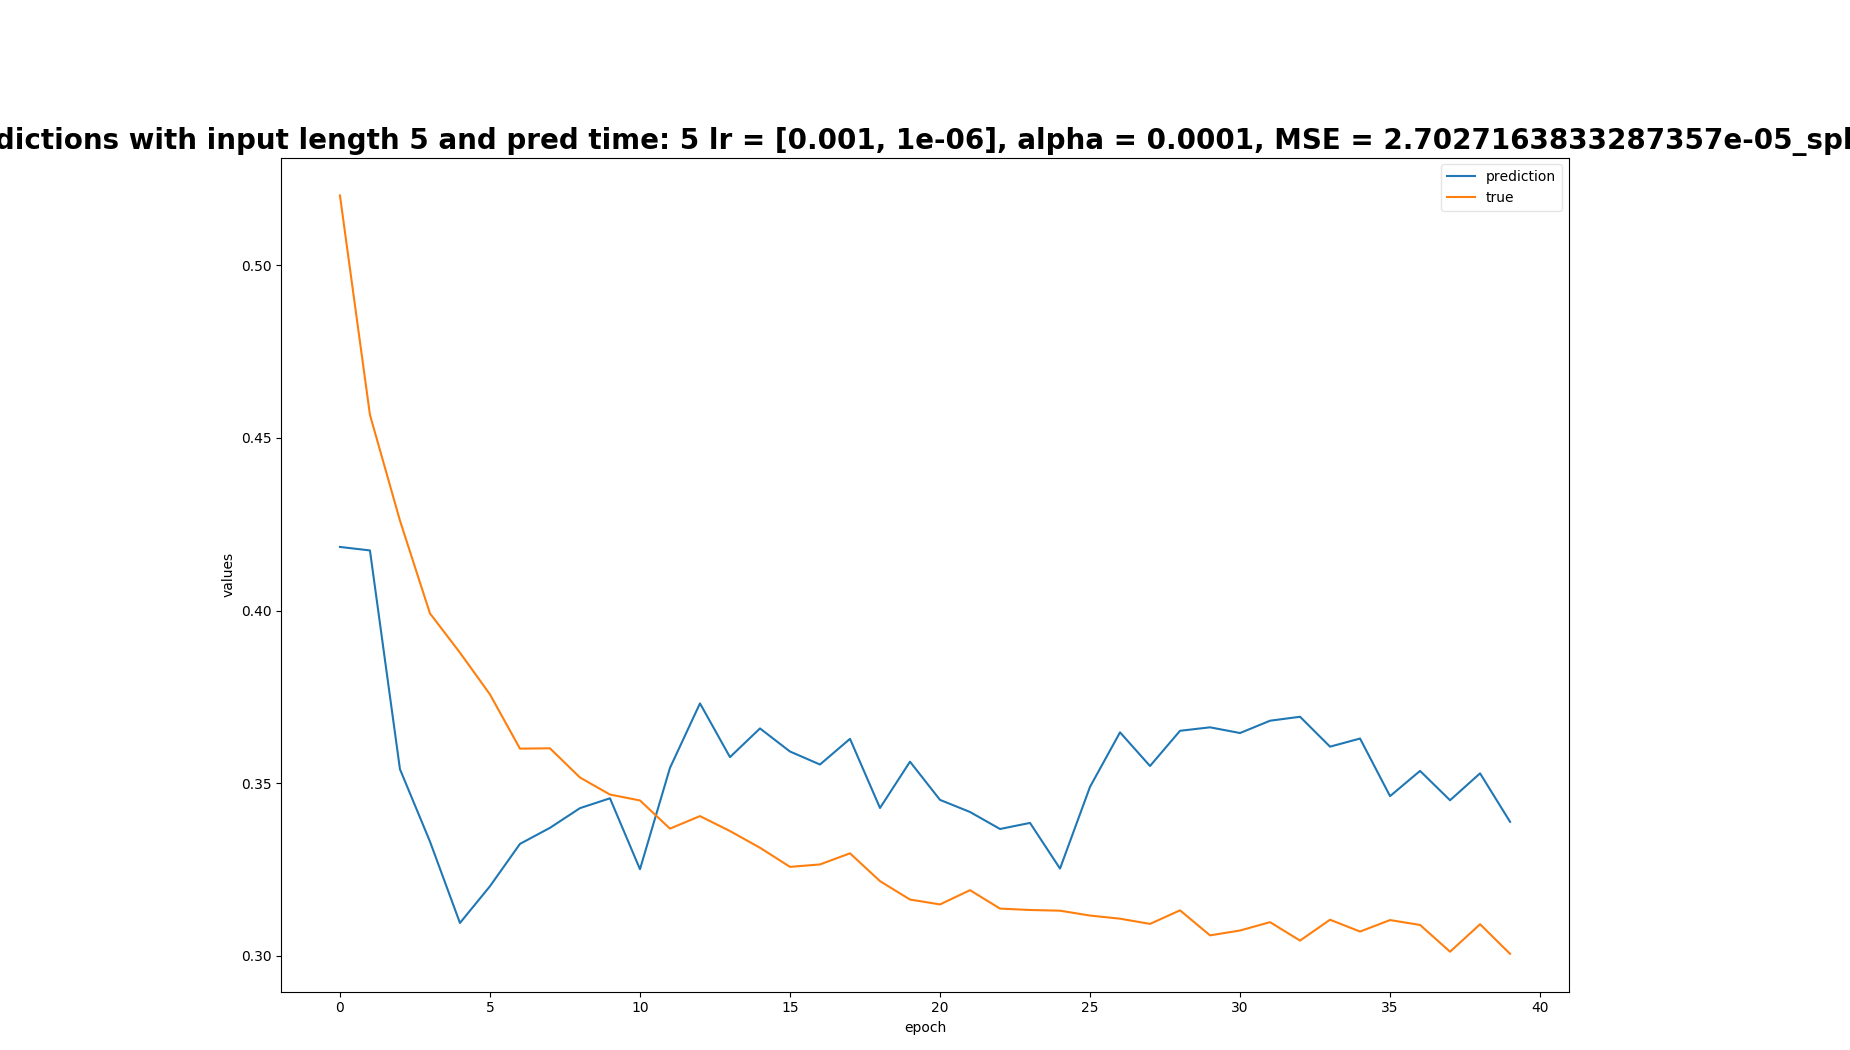 dictions with input length 5 and pred time: 5 lr = [0.001, 1e-06], alpha = 0.0001, MSE = 2.7027163833287357e-05_spl
prediction
true
values
0.50
0.45
0.40
0.35
0.30
0 5 10 15 20 25 30 35 40
epoch